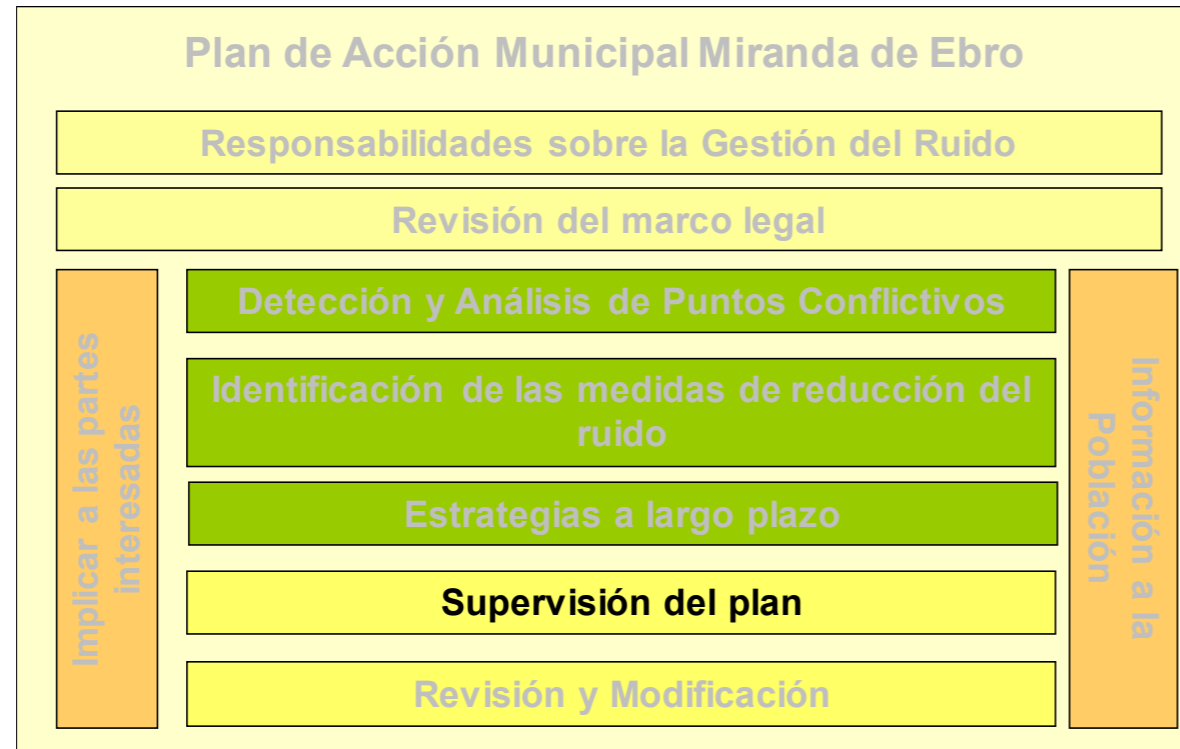 Plan de Acción Municipal Miranda de Ebro
Responsabilidades sobre la Gestión del Ruido
Revisión del marco legal
Implicar a las partes
interesadas
Detección y Análisis de Puntos Conflictivos
Identificación de las medidas de reducción del
ruido
Estrategias a largo plazo
Supervisión del plan
Revisión y Modificación
Información a la
Población